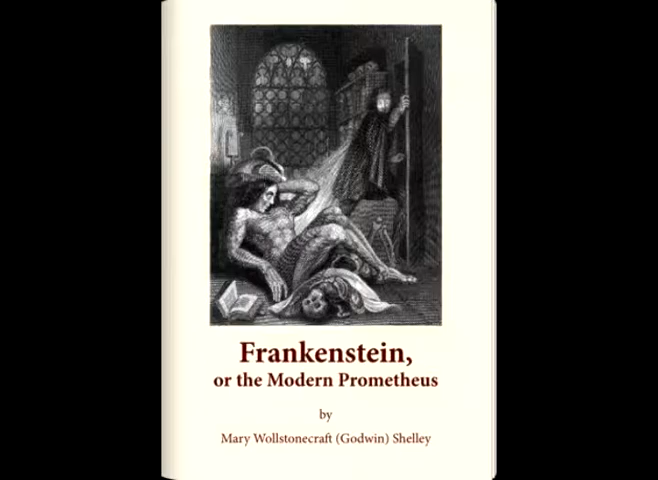 Frankenstein,
or the Modern Prometheus
by
Mary Wollstonecraft (Godwin) Shelley